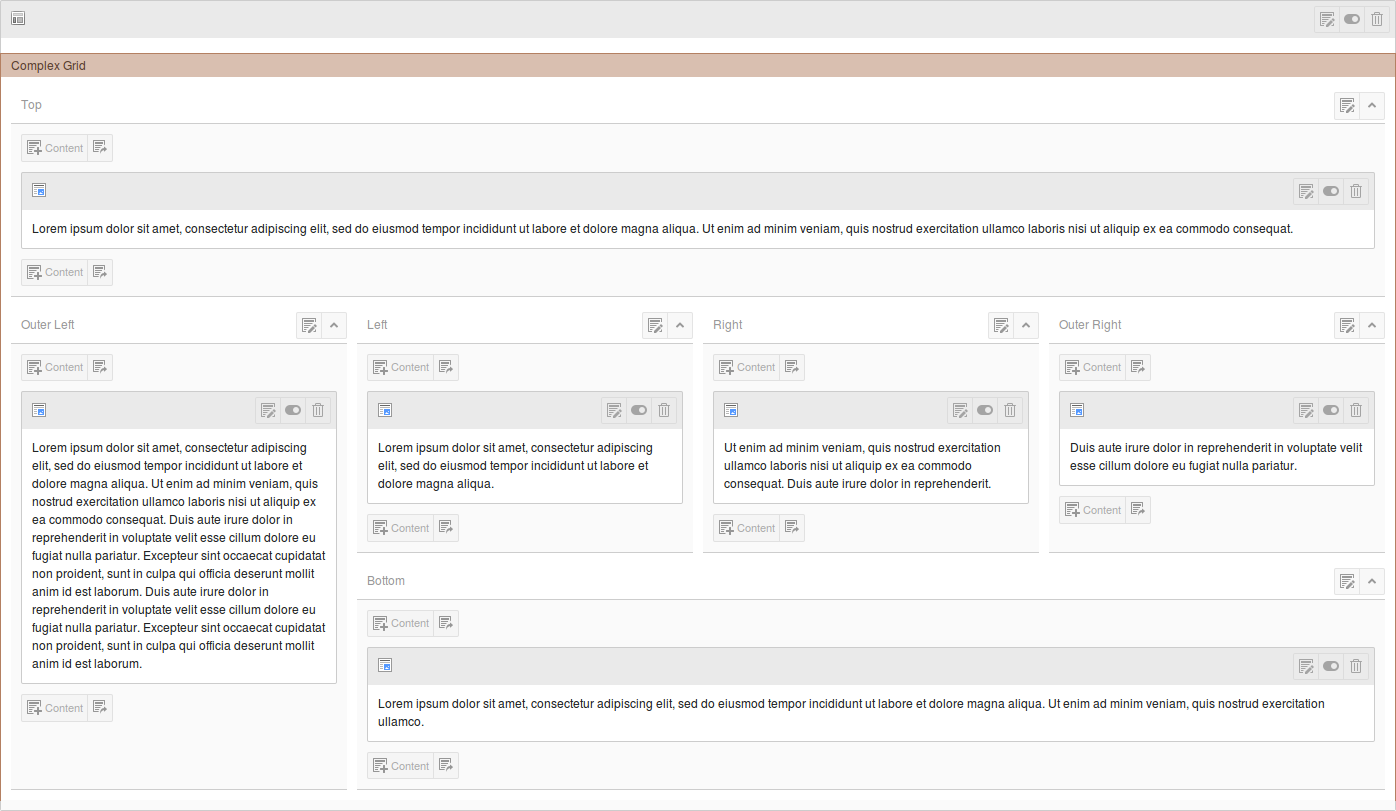 Complex Grid
Top
Content
Lorem ipsum dolor sit amet, consectetur adipiscing elit, sed do eiusmod tempor incididunt ut labore et dolore magna aliqua. Ut enim ad minim veniam, quis nostrud exercitation ullamco laboris nisi ut aliquip ex ea commodo consequat.
Content
Outer Left
Content
Lorem ipsum dolor sit amet, consectetur adipiscing
elit, sed do eiusmod tempor incididunt ut labore et
dolore magna aliqua. Ut enim ad minim veniam, quis
nostrud exercitation ullamco laboris nisi ut aliquip ex
ea commodo consequat. Duis aute irure dolor in
reprehenderit in voluptate velit esse cillum dolore eu
fugiat nulla pariatur. Excepteur sint occaecat cupidatat
non proident, sunt in culpa qui officia deserunt mollit
anim id est laborum. Duis aute irure dolor in
reprehenderit in voluptate velit esse cillum dolore eu
fugiat nulla pariatur. Excepteur sint occaecat cupidatat
non proident, sunt in culpa qui officia deserunt mollit
anim id est laborum.
Content
Left
Content
Lorem ipsum dolor sit amet, consectetur adipiscing
elit, sed do eiusmod tempor incididunt ut labore et
dolore magna aliqua.
Content
Right
Content
Ut enim ad minim veniam, quis nostrud exercitation
ullamco laboris nisi ut aliquip ex ea commodo
consequat. Duis aute irure dolor in reprehenderit.
Content
Outer Right
Content
Duis aute irure dolor in reprehenderit in voluptate velit
esse cillum dolore eu fugiat nulla pariatur.
Content
Bottom
Content
Lorem ipsum dolor sit amet, consectetur adipiscing elit, sed do eiusmod tempor incididunt ut labore et dolore magna aliqua. Ut enim ad minim veniam, quis nostrud exercitation
ullamco.
Content